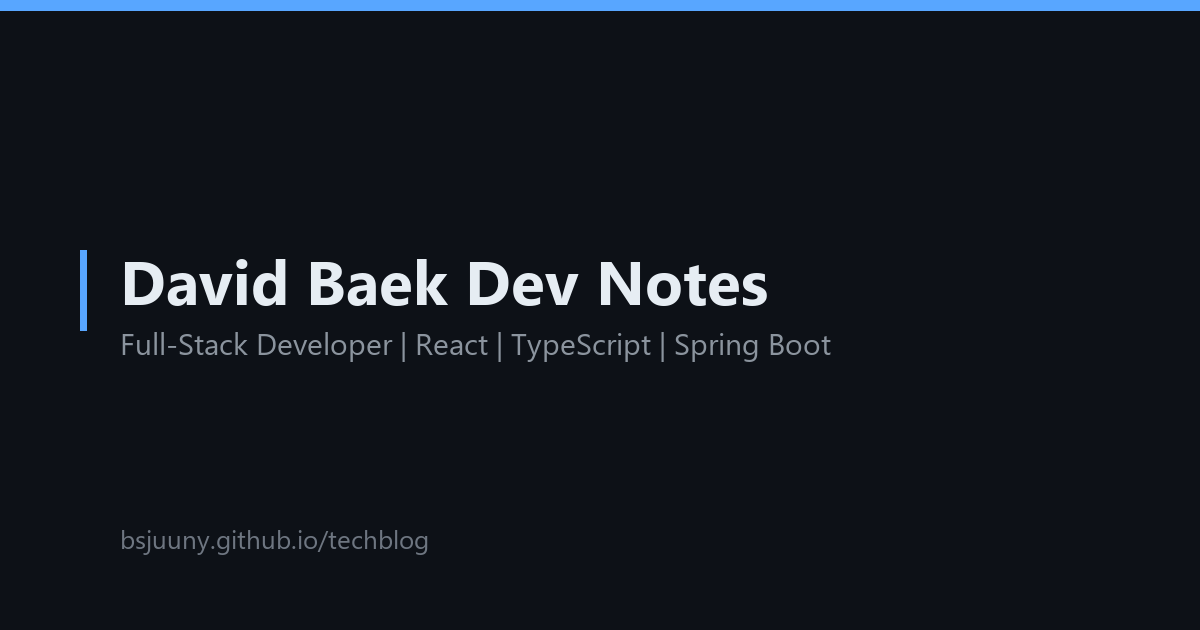 David Baek Dev Notes
Full-Stack Developer | React | TypeScript | Spring Boot
bsjuuny.github.io/techblog